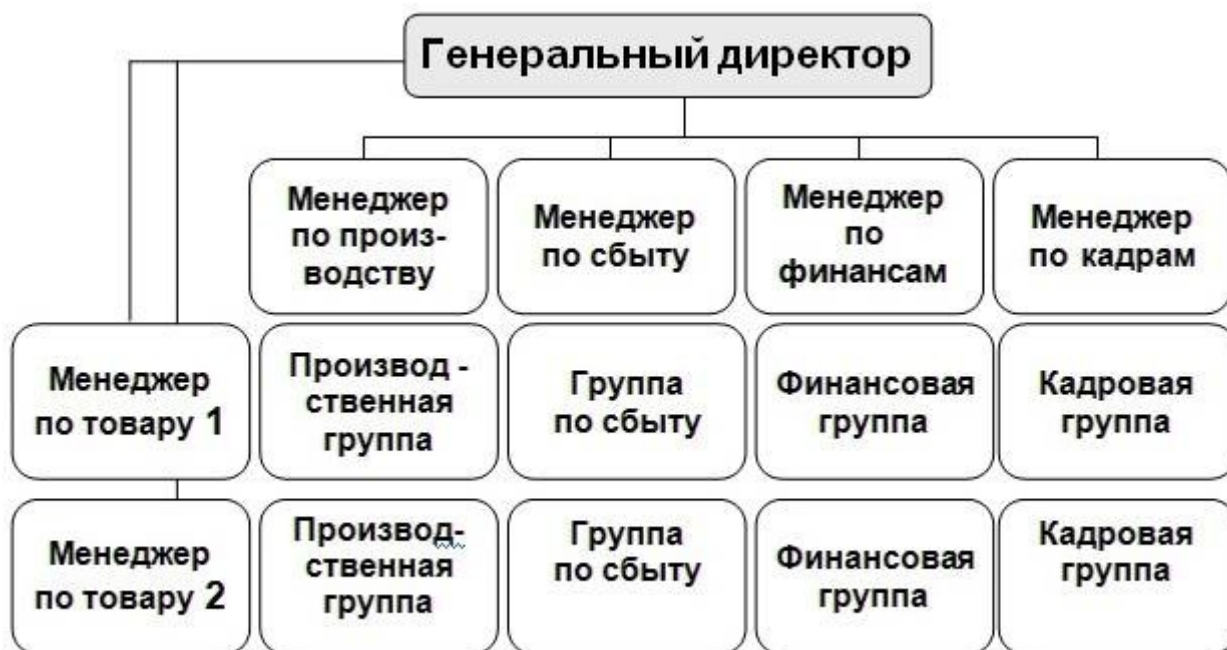 Генеральный директор
Менеджер
по произ-
водству
Менеджер
по сбыту
Менеджер
по
финансам
Менеджер
по кадрам
Менеджер
по товару 1
Производ -
ственная
группа
Группа
по сбыту
Финансовая
группа
Кадровая
группа
Менеджер
по товару 2
Производ-
ственная
группа
Группа
по сбыту
Финансовая
группа
Кадровая
группа